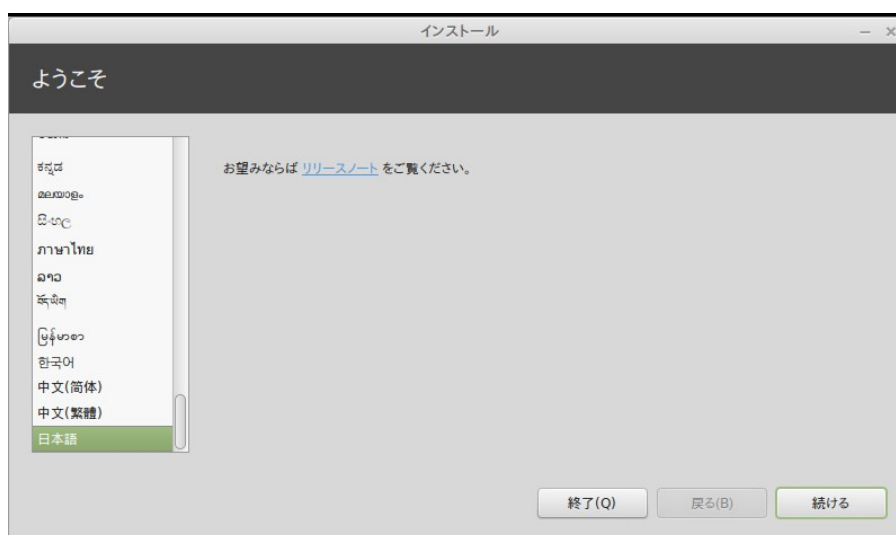 インストール
ようこそ
ಕನ್ನಡ
മലയാളം
සිංහල
ภาษาไทย
ລາວ
བོད་ཡིག
မြန်မာစာ
한국어
中文(简体)
中文(繁體)
日本語
お望みならば リリースノート をご覧ください。
終了(Q)
戻る(B)
続ける